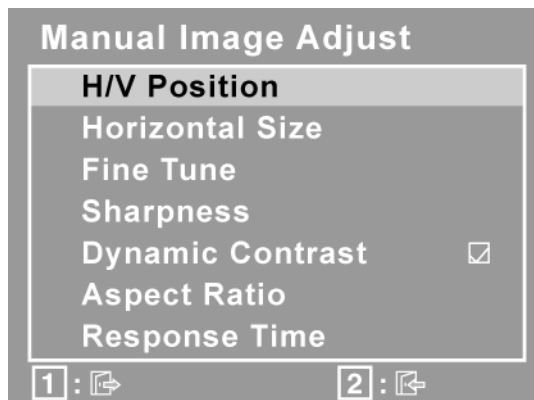 Manual Image Adjust
H/V Position
Horizontal Size
Fine Tune
Sharpness
Dynamic Contrast
Aspect Ratio
Response Time
1 : 2 :